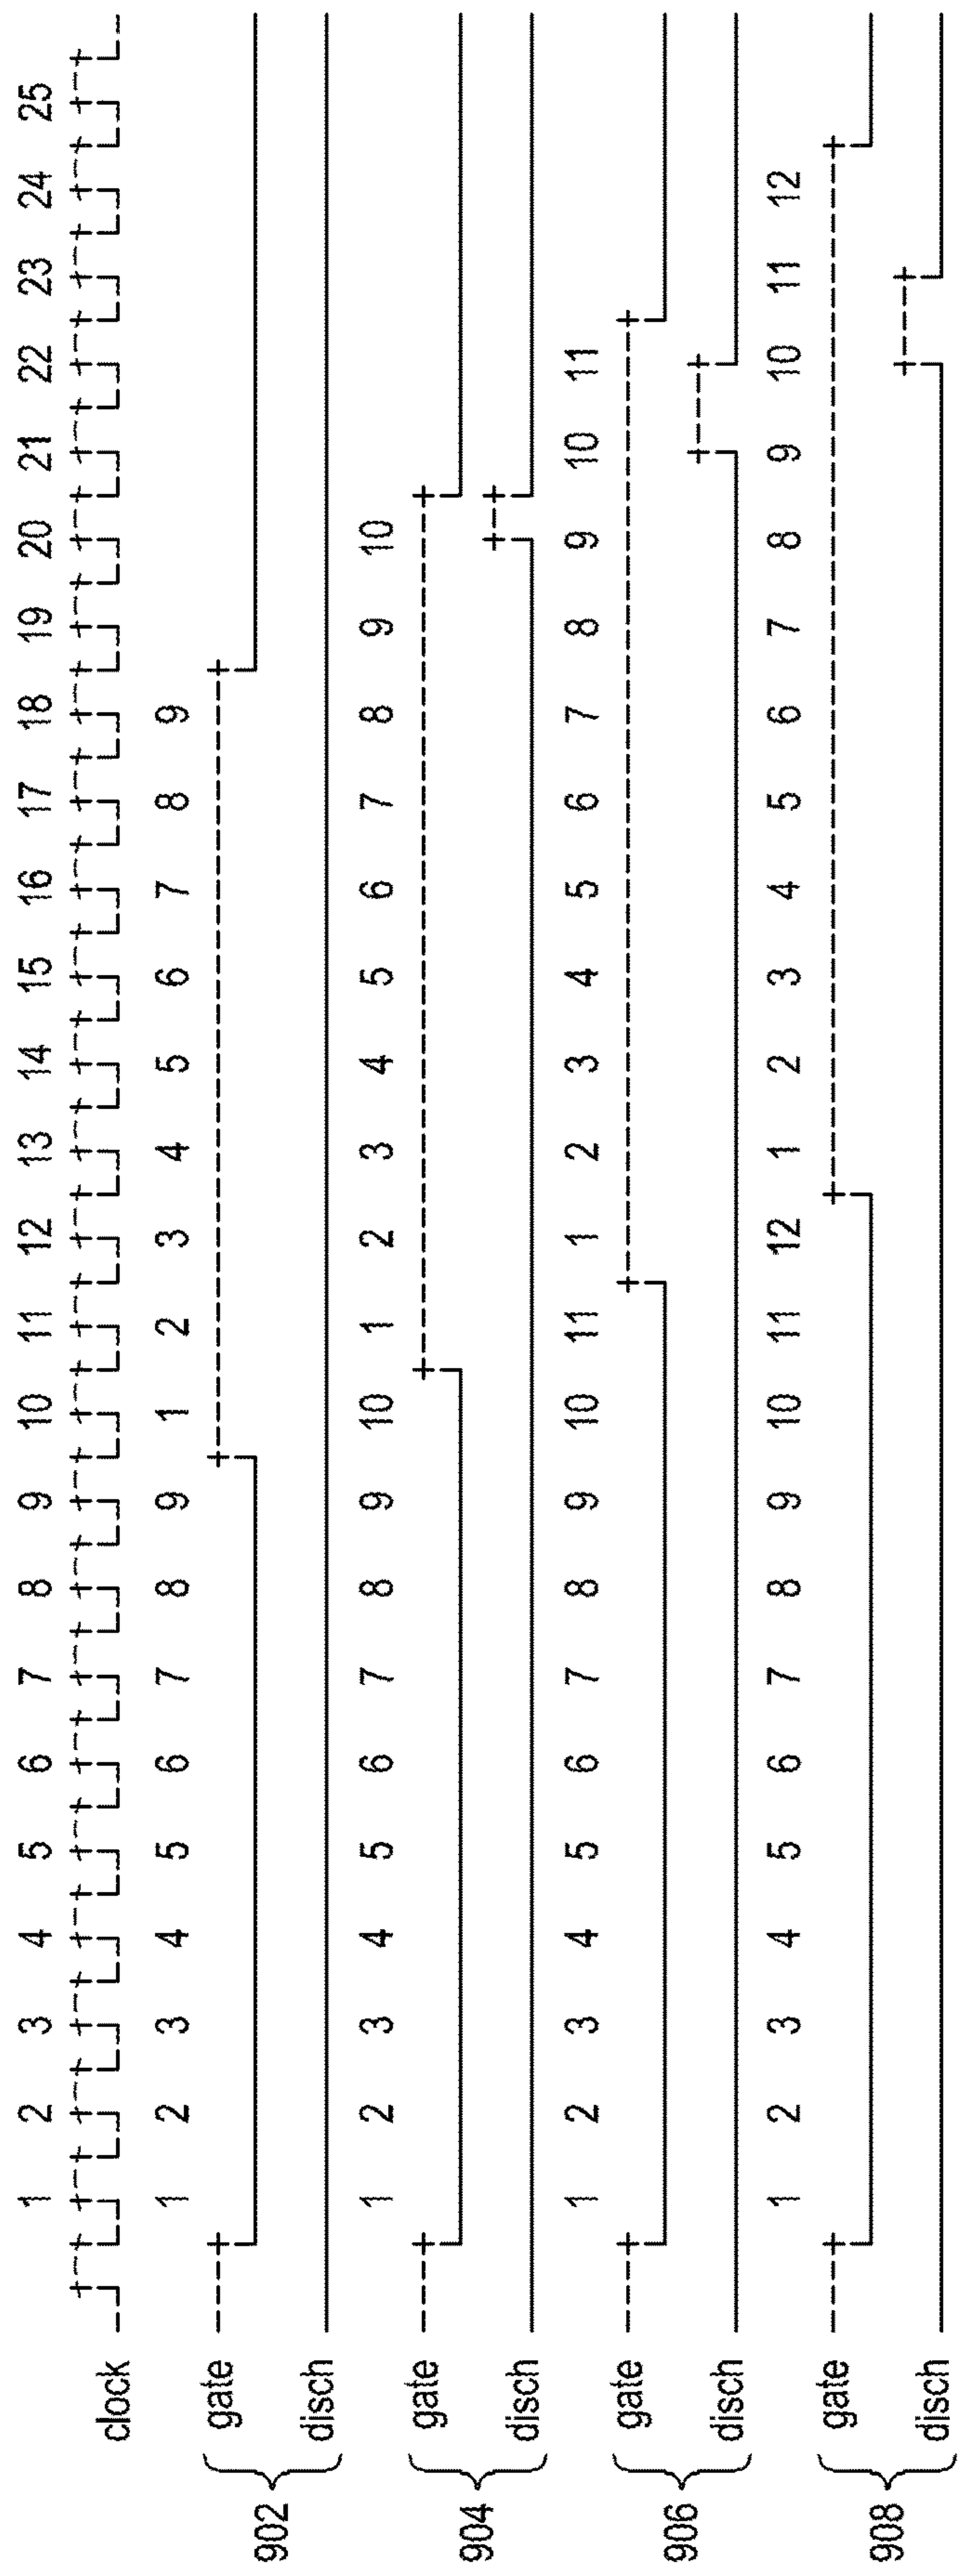 1 2 3 4 5 6 7 8 9 10 11 12 13 14 15 16 17 18 19 20 21 22 23 24 25
clock
1 2 3 4 5 6 7 8 9 1 2 3 4 5 6 7 8 9
gate
902
disch
1 2 3 4 5 6 7 8 9 10 1 2 3 4 5 6 7 8 9 10
gate
904
disch
1 2 3 4 5 6 7 8 9 10 11 1 2 3 4 5 6 7 8 9 10 11
gate
906
disch
1 2 3 4 5 6 7 8 9 10 11 12 1 2 3 4 5 6 7 8 9 10 11 12
gate
908
disch